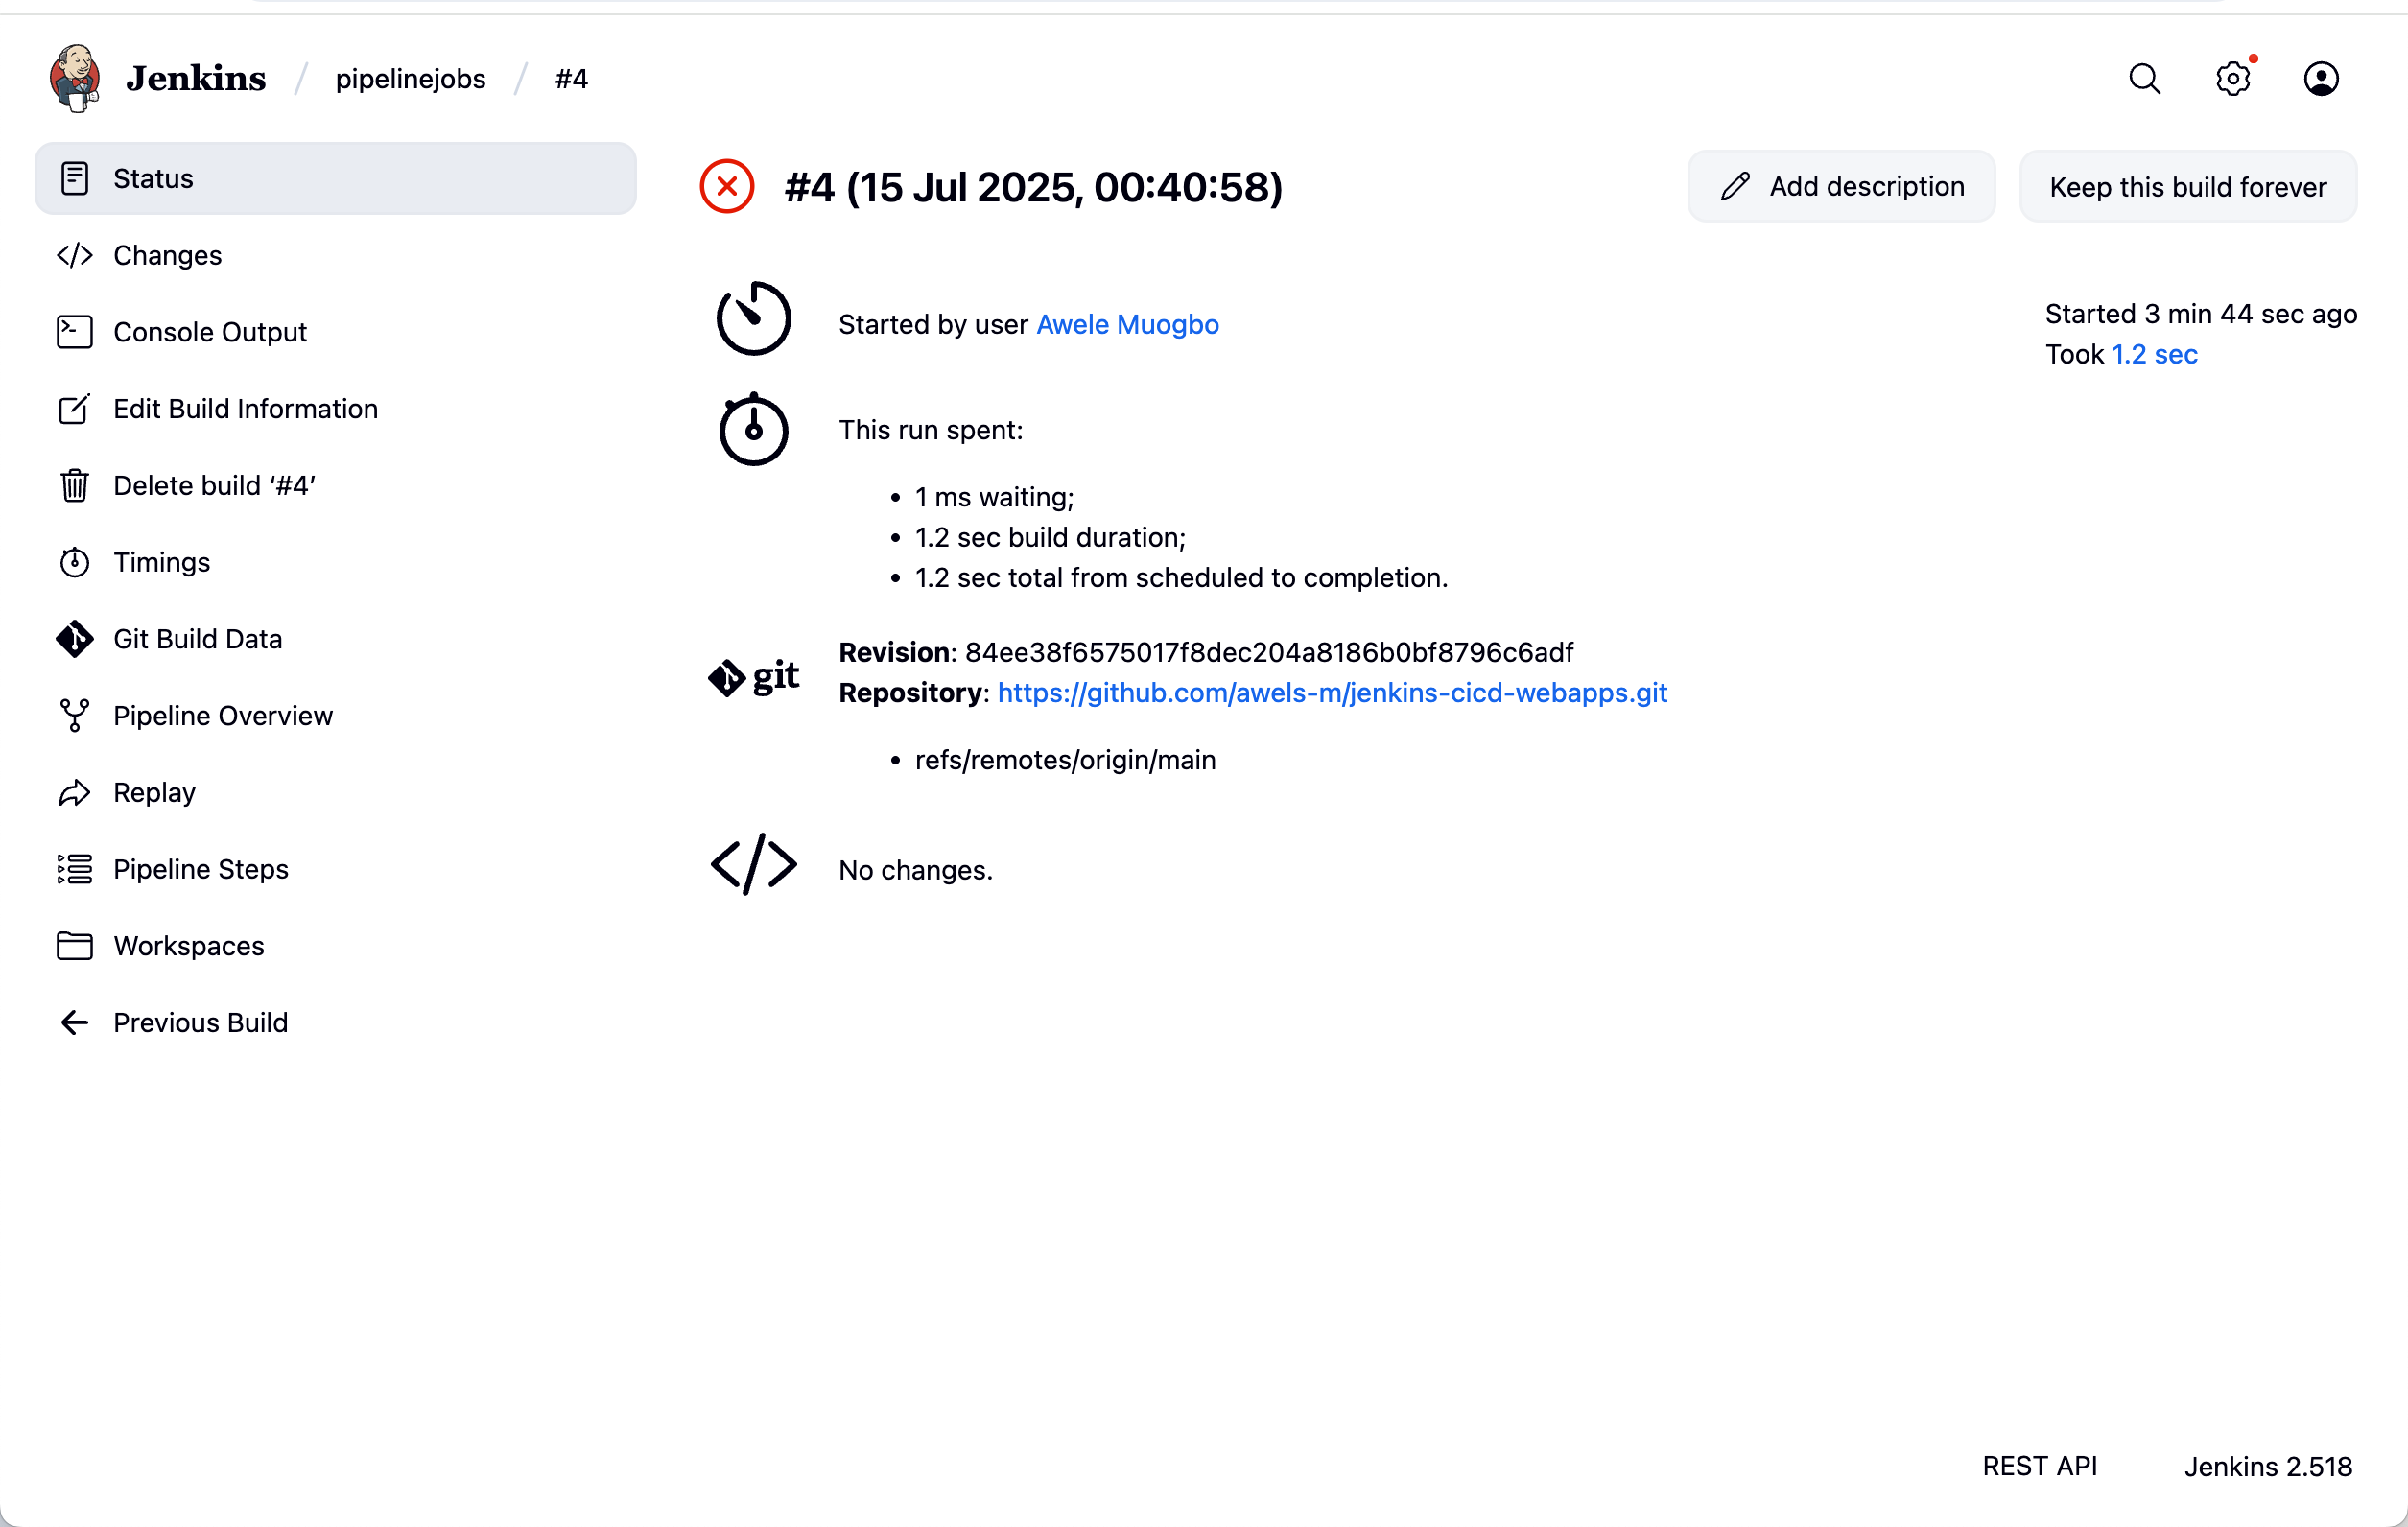 Jenkins / pipelinejobs / #4
Status
Changes
Console Output
Edit Build Information
Delete build ‘#4’
Timings
Git Build Data
Pipeline Overview
Replay
Pipeline Steps
Workspaces
Previous Build
#4 (15 Jul 2025, 00:40:58)
Add description
Keep this build forever
Started by user Awele Muogbo
Started 3 min 44 sec ago
Took 1.2 sec
This run spent:
• 1 ms waiting;
• 1.2 sec build duration;
• 1.2 sec total from scheduled to completion.
git
Revision: 84ee38f6575017f8dec204a8186b0bf8796c6adf
Repository: https://github.com/awels-m/jenkins-cicd-webapps.git
• refs/remotes/origin/main
No changes.
REST API
Jenkins 2.518